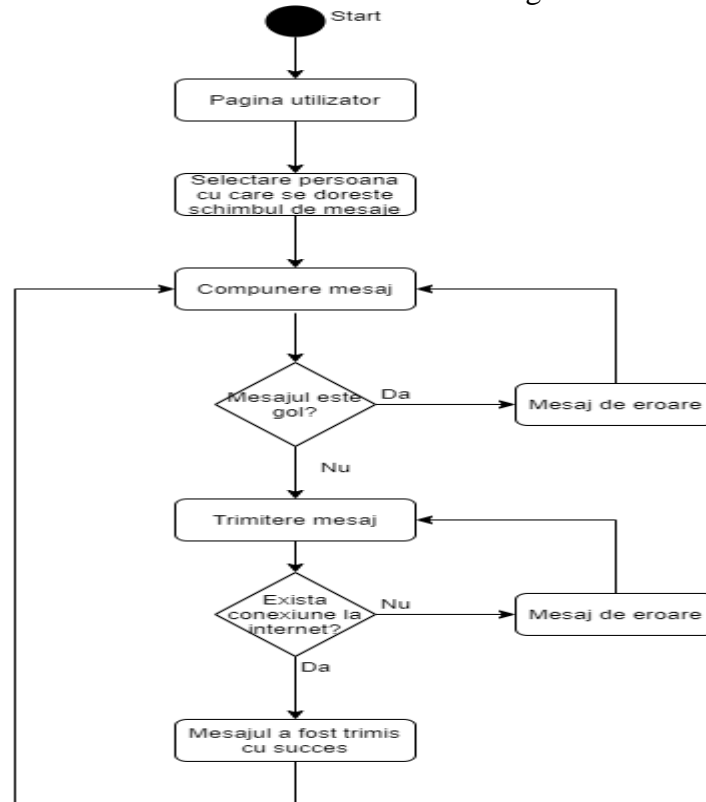 Start
Pagina utilizator
Selectare persoana
cu care se doreste
schimbul de mesaje
Compunere mesaj
Mesajul este
gol?
Da
Mesaj de eroare
Nu
Trimitere mesaj
Exista
conexiune la
internet?
Nu
Mesaj de eroare
Da
Mesajul a fost trimis
cu succes